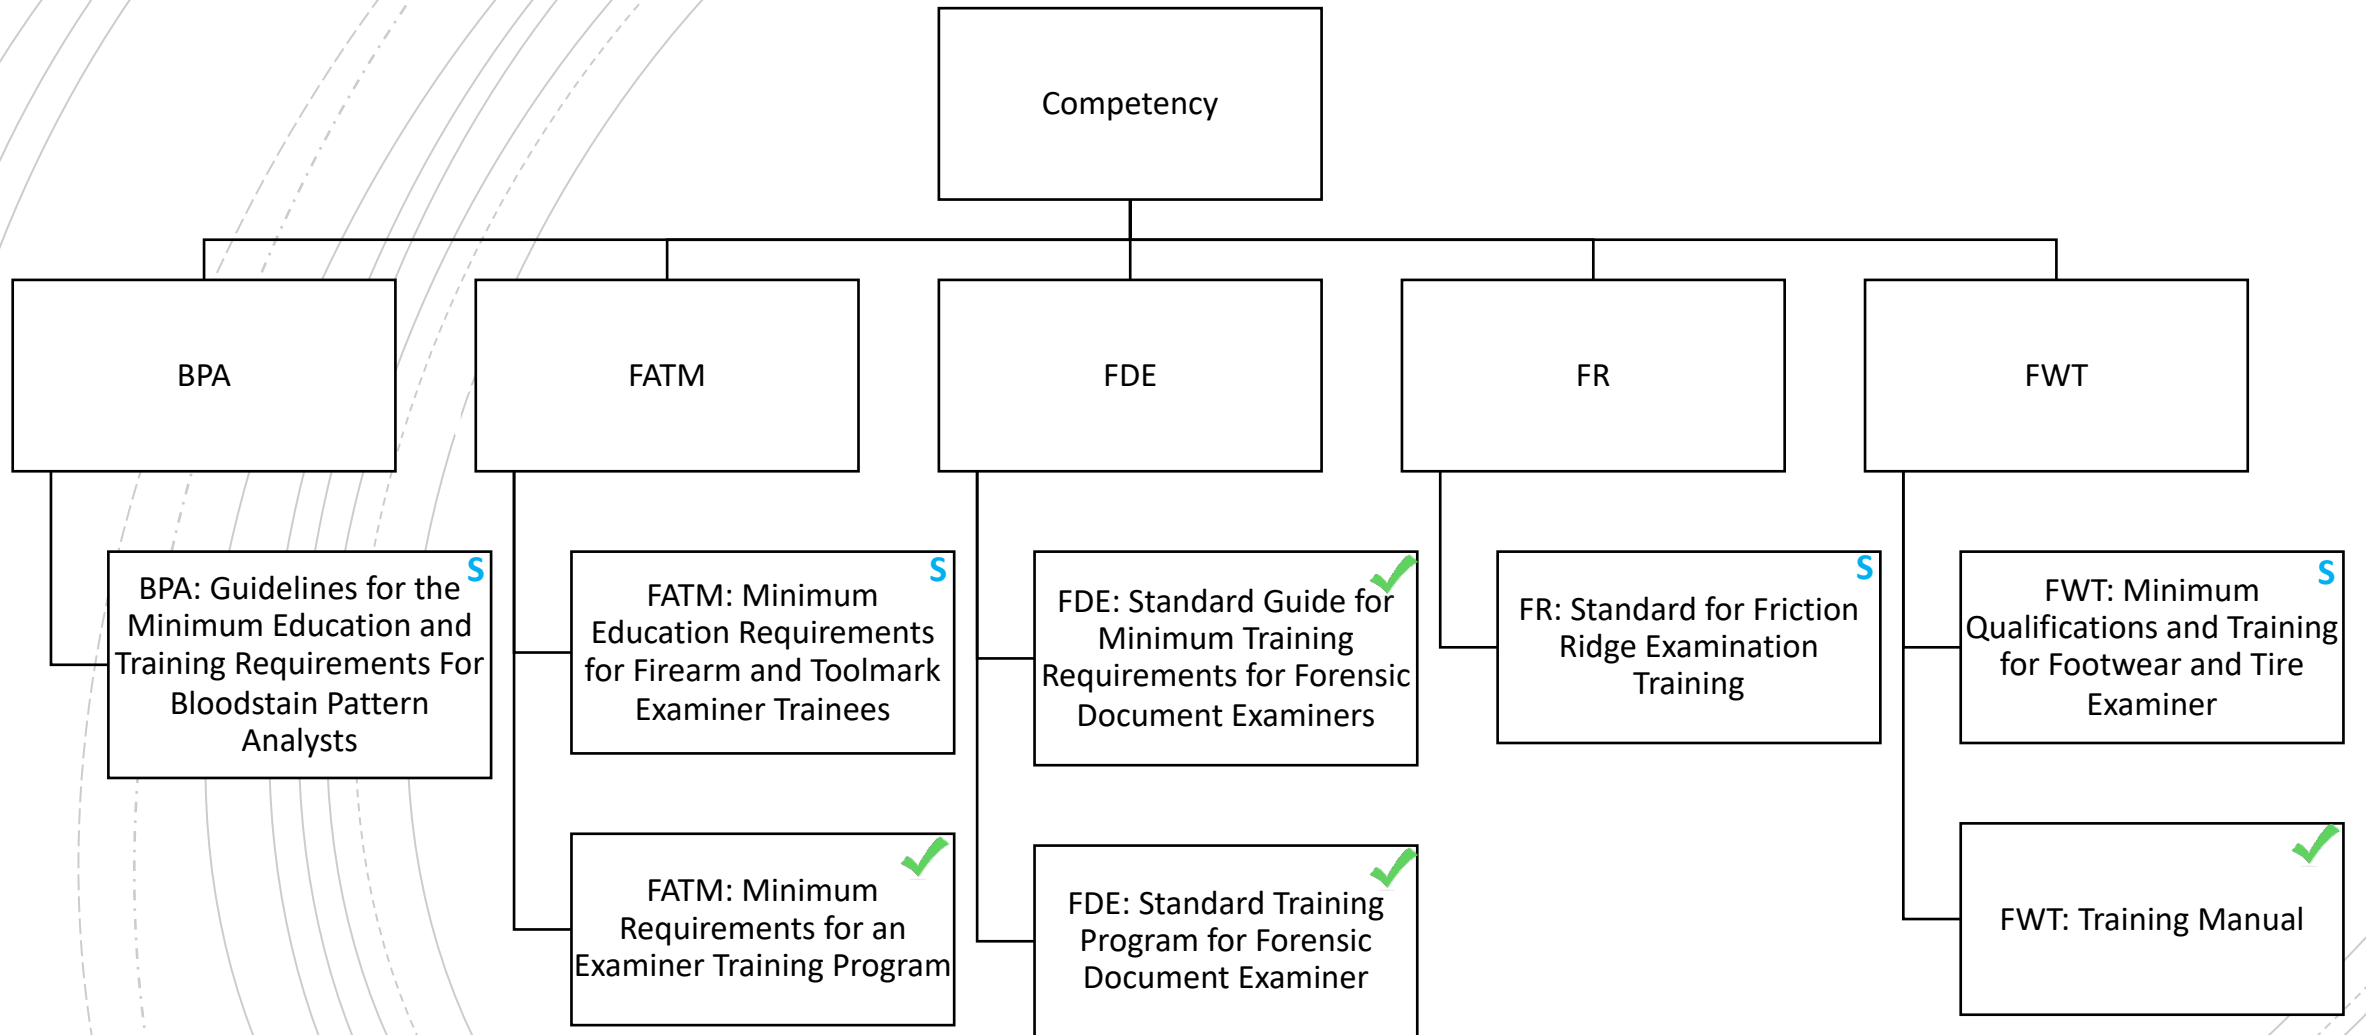 Competency
BPA
FATM
FDE
FR
FWT
S
BPA: Guidelines for the
Minimum Education and
Training Requirements For
Bloodstain Pattern
Analysts
S
FATM: Minimum
Education Requirements
for Firearm and Toolmark
Examiner Trainees
FDE: Standard Guide for
Minimum Training
Requirements for Forensic
Document Examiners
S
FR: Standard for Friction
Ridge Examination
Training
S
FWT: Minimum
Qualifications and Training
for Footwear and Tire
Examiner
FATM: Minimum
Requirements for an
Examiner Training Program
FDE: Standard Training
Program for Forensic
Document Examiner
FWT: Training Manual